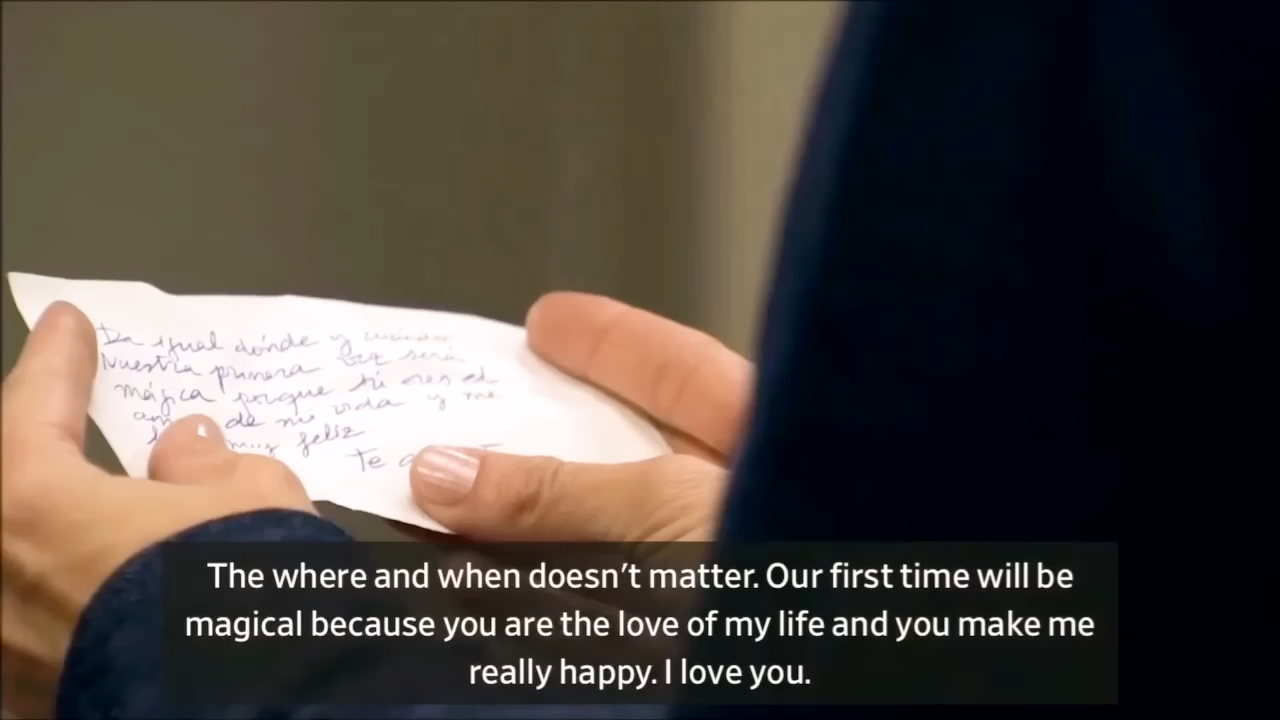 Da igual dónde y cuándo
Nuestra primera vez será
mágica porque tú eres el
de mi vida y me
muy feliz.
Te
The where and when doesn't matter. Our first time will be
magical because you are the love of my life and you make me
really happy. I love you.